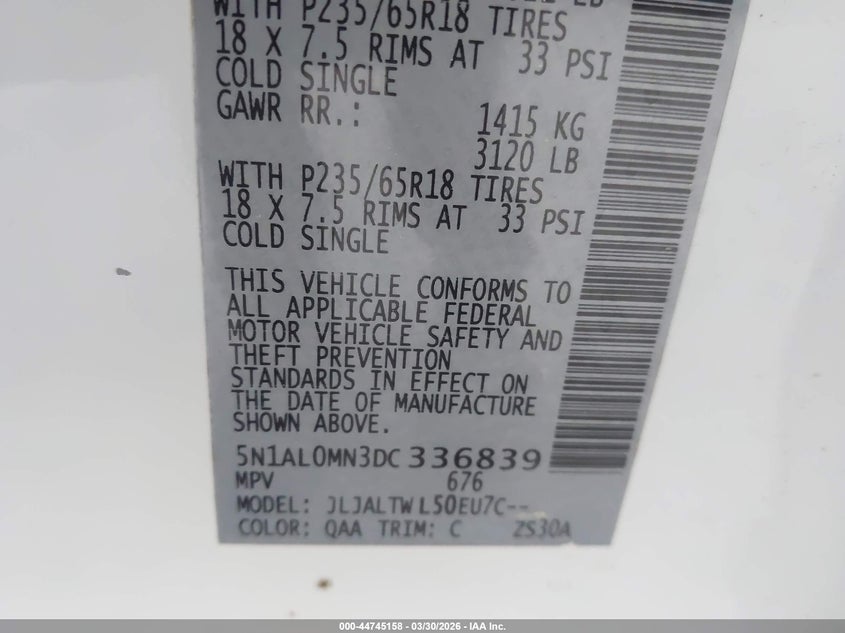 WITH P235/65R18 TIRES
18 X 7.5 RIMS AT 33 PSI
COLD SINGLE
GAWR RR.: 1415 KG
3120 LB
WITH P235/65R18 TIRES
18 X 7.5 RIMS AT 33 PSI
COLD SINGLE
THIS VEHICLE CONFORMS TO
ALL APPLICABLE FEDERAL
MOTOR VEHICLE SAFETY AND
THEFT PREVENTION
STANDARDS IN EFFECT ON
THE DATE OF MANUFACTURE
SHOWN ABOVE.
5N1AL0MN3DC336839
MPV 676
MODEL: JLJALTWL50EU7C--
COLOR: QAA TRIM: C ZS30A
000-44745158 - 03/30/2026 - IAA Inc.